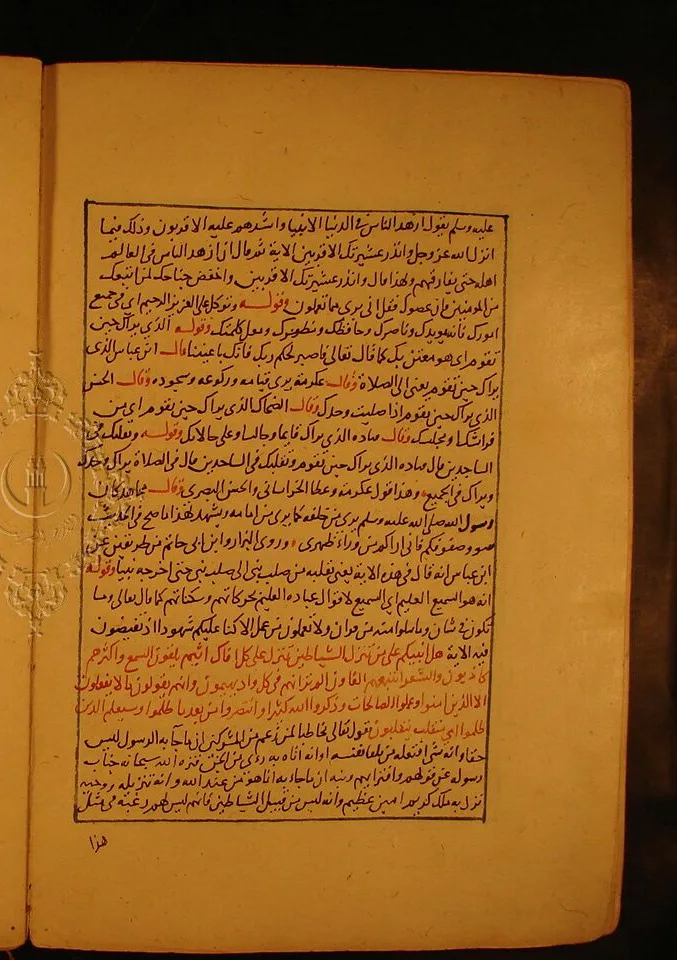 عليه وسلم يقول ازهد الناس في الدنيا الانبيا واشدهم عليه الاقربون وذلك فيما
انزل الله عز وجل وانذر عشيرتك الاقربين الاية ثم قال انا زهد الناس في العالم
اهله حتى يفارقهم ولهذا قال وانذر عشيرتك الاقربين واخفض جناحك لمن اتبعك
من المومنين فان عصوك فقل اني بري مما تعملون وقوله وتوكل على العزيز الرحيم اي في جميع
امورك فانه مويدك وناصرك وحافظك ومظفرك ومعل كلمتك وقوله الذي يراك حين
تقوم اي هو معتن بك كما قال تعالى فاصبر لحكم ربك فانك باعيننا قال ابن عباس الذي
يراك حين تقوم يعني الى الصلاة وقال عكرمة يرى قيامه وركوعه وسجوده وقال الحسن
الذي يراك حين تقوم اذا صليت وحدك وقال الضحاك الذي يراك حين تقوم اي من
فراشك او مجلسك وقال قتاده الذي يراك قايما وجالسا وعلى حالاتك وقوله وتقلبك في
الساجدين قال قتاده الذي يراك حين تقوم وتقلبك في الساجدين قال في الصلاة يراك وحدك
ويراك في الجميع وهذا قول عكرمة وعطا الخراساني والحسن البصري وقال مجاهد كان
رسول الله صلى الله عليه وسلم يرى من خلفه كما يرى من امامه ويشهد لهذا ما صح في الحديث
سووا صفوفكم فاني اراكم من وراء ظهري وروى البزار وابن ابي حاتم من طريقين عن
ابن عباس انه قال في هذه الاية يعني تقلبه من صلب نبي الى صلب نبي حتى اخرجه نبيا وقوله
انه هو السميع العليم اي السميع لاقوال عباده العليم بحركاتهم وسكناتهم كما قال تعالى وما
تكون في شان وما تتلوا منه من قران ولا تعملون من عمل الا كنا عليكم شهودا اذ تفيضون
فيه الاية هل انبيكم على من تنزل الشياطين تنزل على كل افاك اثيم يلقون السمع واكثرهم
كاذبون والشعرا يتبعهم الغاون الم تر انهم في كل واد يهيمون وانهم يقولون ما لا يفعلون
الا الذين امنوا وعملوا الصالحات وذكروا الله كثيرا وانتصروا من بعد ما ظلموا وسيعلم الذين
ظلموا اي منقلب ينقلبون يقول تعالى مخاطبا لمن زعم من المشركين ان ما جا به الرسول ليس
حقا وانه شي افتعله من تلقا نفسه او انه اتاه به رؤي من الجن فنزه الله سبحانه جناب
رسوله عن قولهم وافترايهم ونبه ان ما جاء به انما هو من عند الله وانه تنزيله ووحيه
نزل به ملك كريم امين عظيم وانه ليس من قبيل الشياطين فانهم ليس لهم رغبة في مثل
هذا